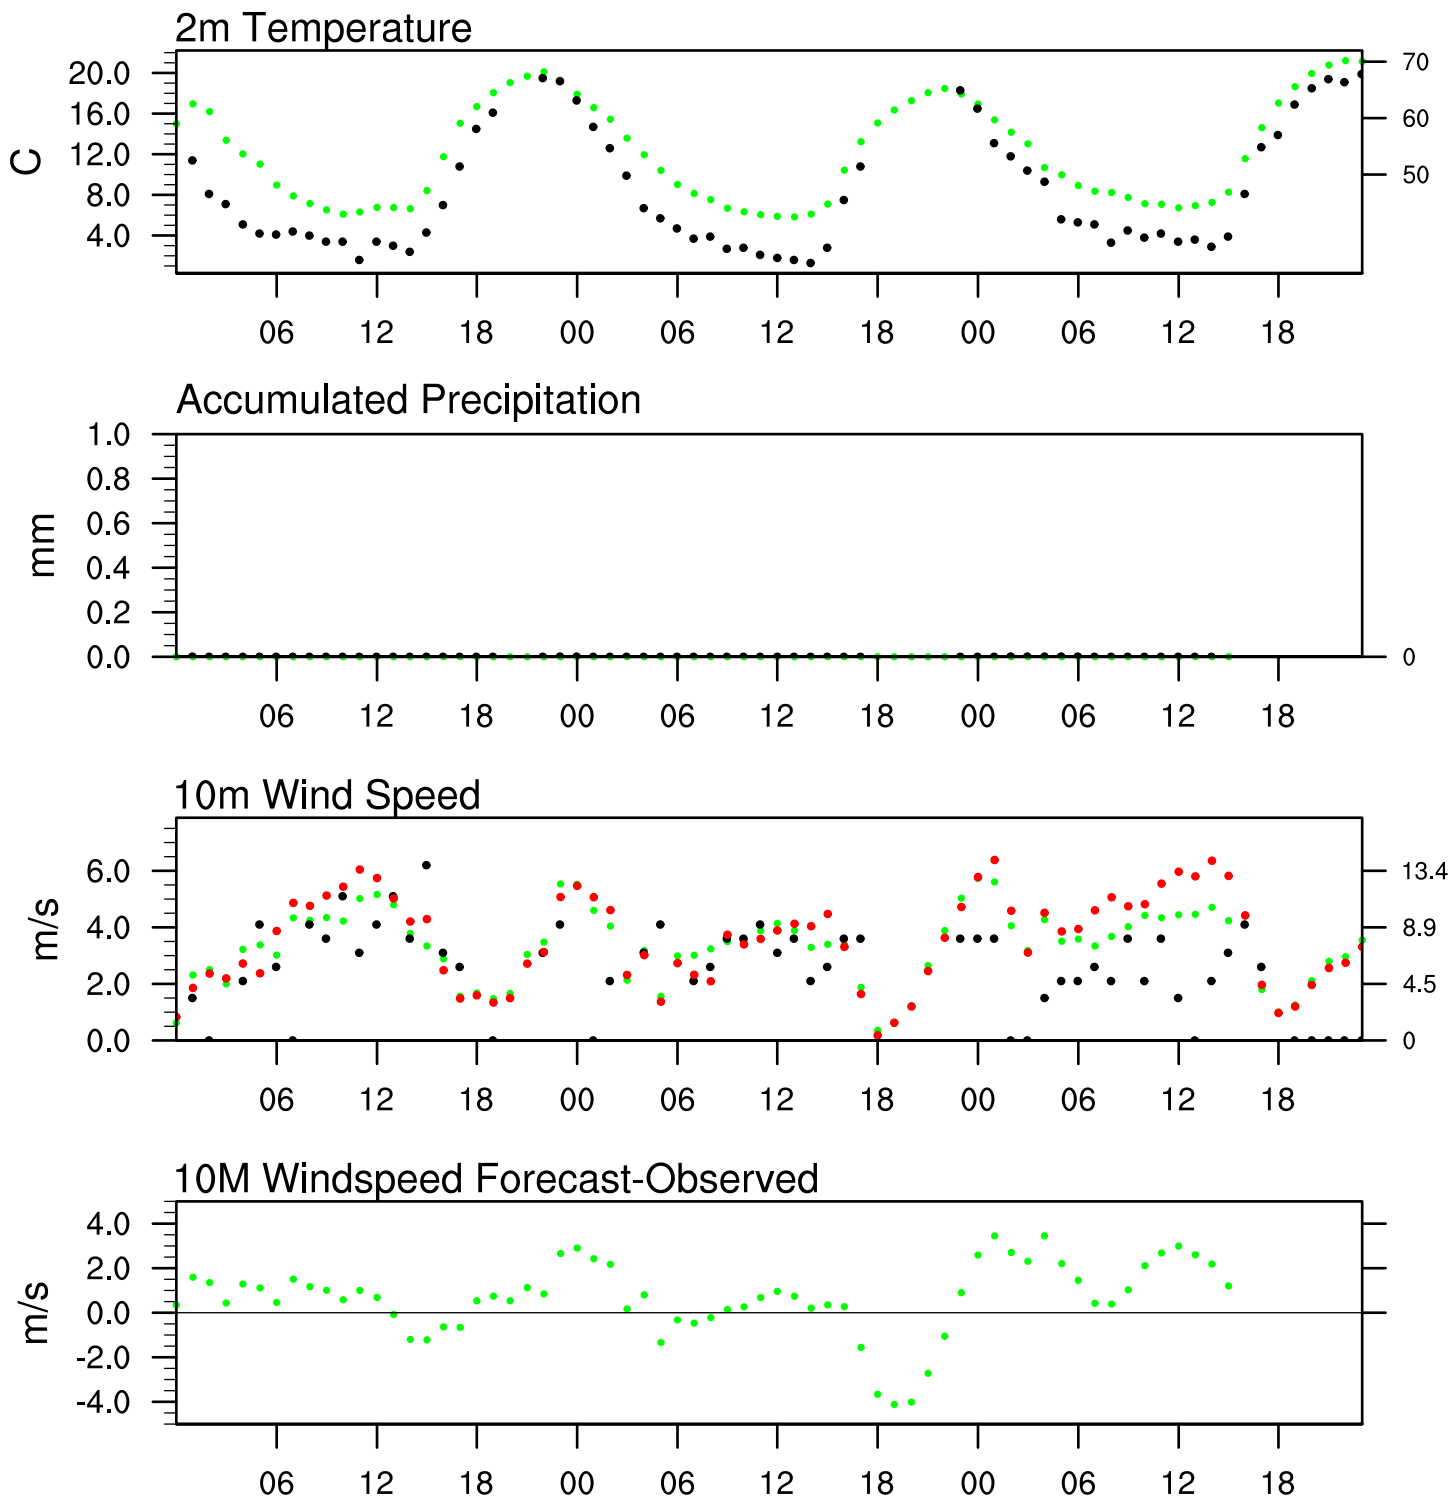 2m Temperature
20.0
16.0
12.0
8.0
4.0
C
70
60
50
06 12 18 00 06 12 18 00 06 12 18
Accumulated Precipitation
1.0
0.8
0.6
0.4
0.2
0.0
mm
0
06 12 18 00 06 12 18 00 06 12 18
10m Wind Speed
6.0
4.0
2.0
0.0
m/s
13.4
8.9
4.5
0
06 12 18 00 06 12 18 00 06 12 18
10M Windspeed Forecast-Observed
4.0
2.0
0.0
-2.0
-4.0
m/s
06 12 18 00 06 12 18 00 06 12 18